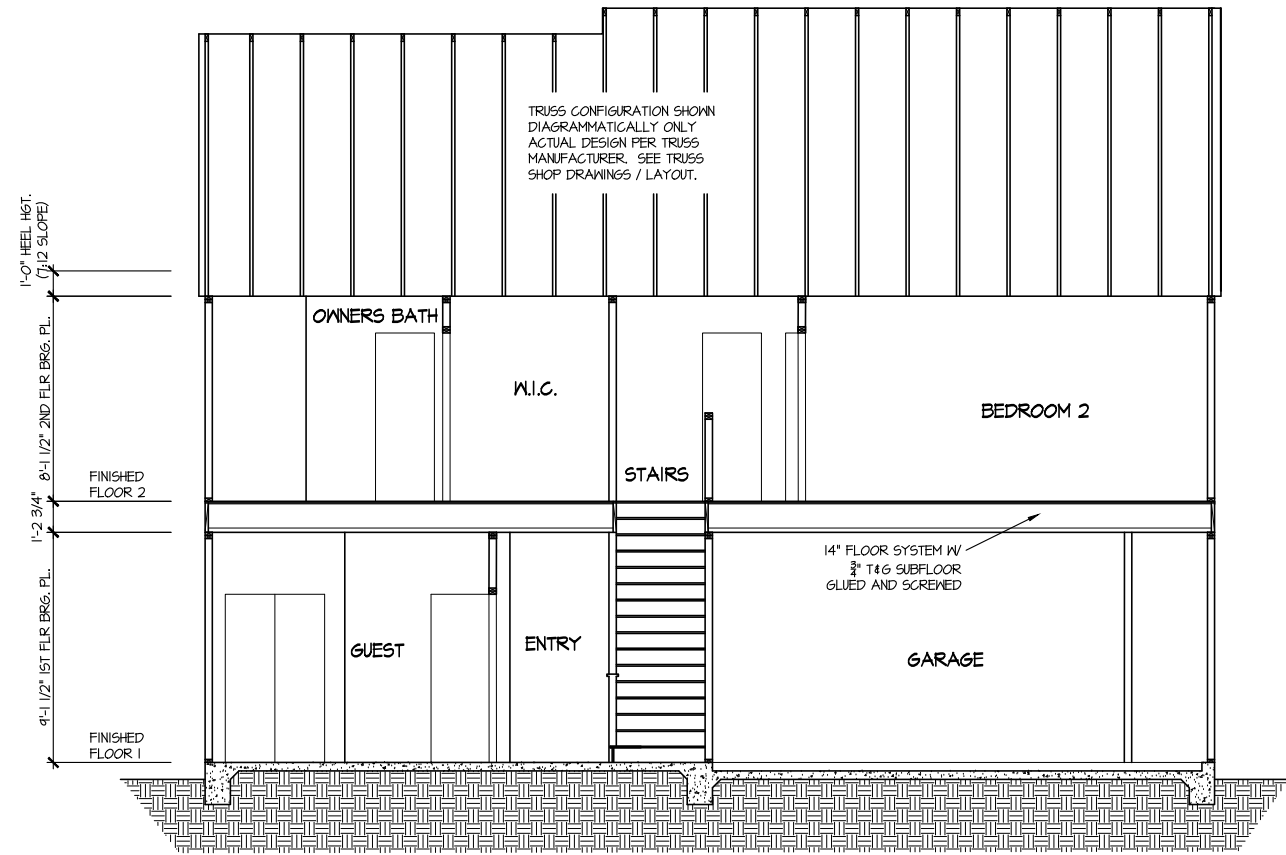 TRUSS CONFIGURATION SHOWN
DIAGRAMMATICALLY ONLY
ACTUAL DESIGN PER TRUSS
MANUFACTURER. SEE TRUSS
SHOP DRAWINGS / LAYOUT.
1'-0" HEEL HGT.
(7:12 SLOPE)
8'-1 1/2" 2ND FLR BRG. PL.
1'-2 3/4"
9'-1 1/2" 1ST FLR BRG. PL.
OWNERS BATH
W.I.C.
BEDROOM 2
STAIRS
FINISHED
FLOOR 2
14" FLOOR SYSTEM W/
3/4" T&G SUBFLOOR
GLUED AND SCREWED
GUEST
ENTRY
GARAGE
FINISHED
FLOOR 1